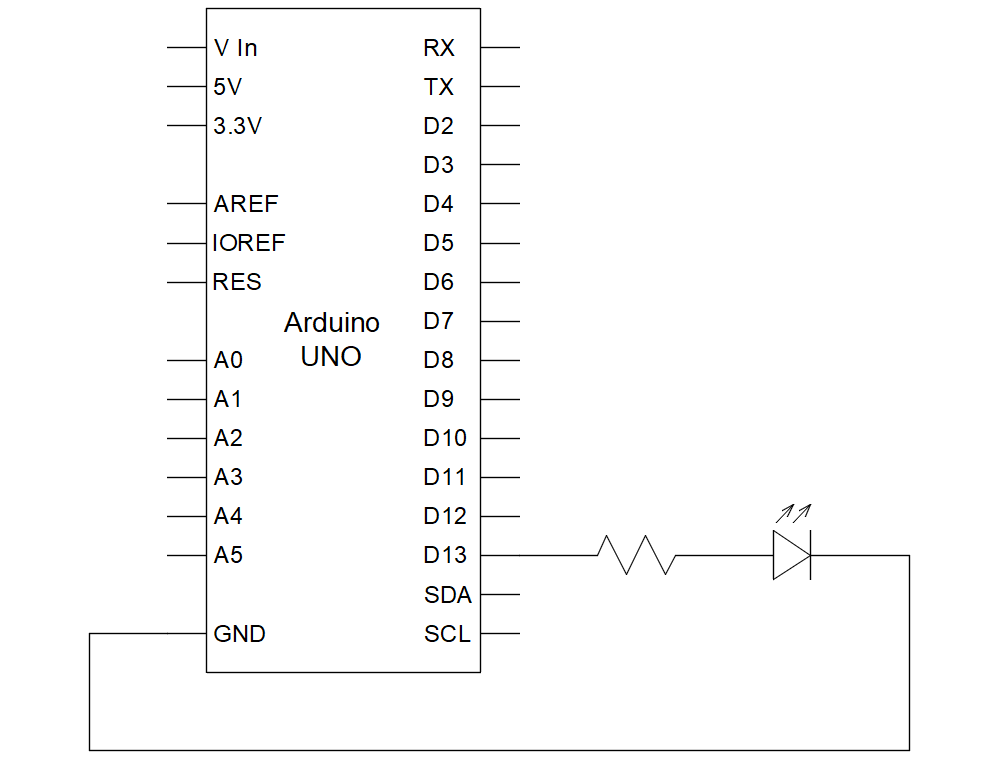 V In
5V
3.3V
AREF
IOREF
RES
A0
A1
A2
A3
A4
A5
GND
Arduino
UNO
RX
TX
D2
D3
D4
D5
D6
D7
D8
D9
D10
D11
D12
D13
SDA
SCL